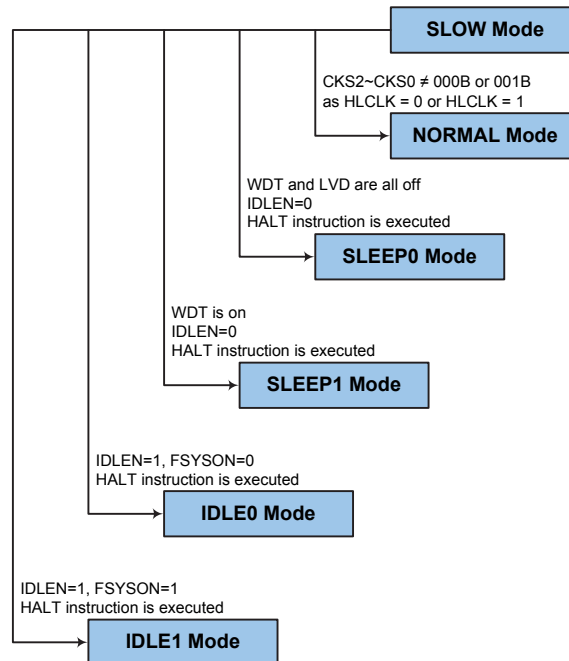 SLOW Mode
CKS2~CKS0 ≠ 000B or 001B
as HLCLK = 0 or HLCLK = 1
NORMAL Mode
WDT and LVD are all off
IDLEN=0
HALT instruction is executed
SLEEP0 Mode
WDT is on
IDLEN=0
HALT instruction is executed
SLEEP1 Mode
IDLEN=1, FSYSON=0
HALT instruction is executed
IDLE0 Mode
IDLEN=1, FSYSON=1
HALT instruction is executed
IDLE1 Mode